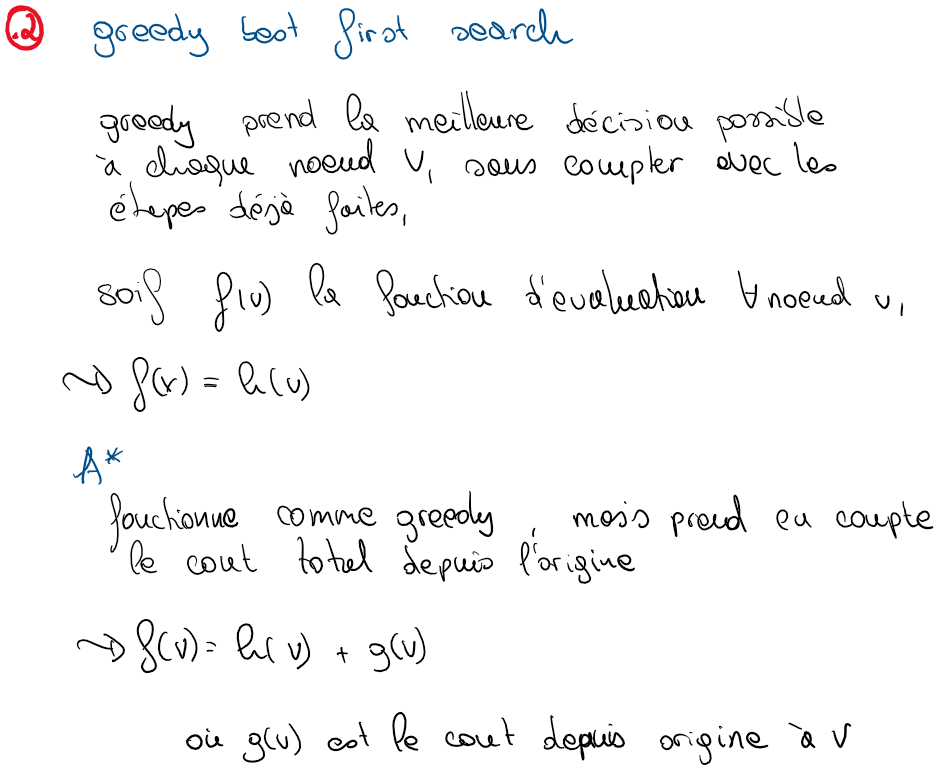 .2 greedy best first search
greedy prend la meilleure décision possible
à chaque noeud v, sans compter avec les
étapes déjà faites,
soif f(v) la fonction d'évaluation ∀ noeud v,
⇝ f(v) = h(v)
A*
fonctionne comme greedy, mais prend en compte
le cout total depuis l'origine
⇝ f(v) = h(v) + g(v)
où g(v) est le cout depuis origine à v